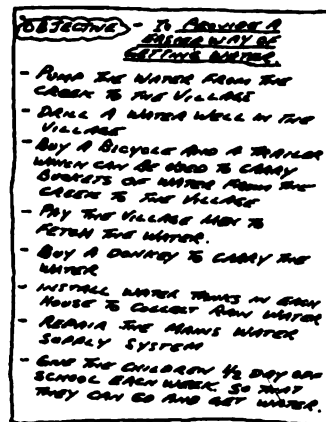 OBJECTIVE - TO PROVIDE A
EASIER WAY OF
GETTING WATER.
- PUMP THE WATER FROM THE
CREEK TO THE VILLAGE
- DRILL A WATER WELL IN THE
VILLAGE
- BUY A BICYCLE AND A TRAILER
WHICH CAN BE USED TO CARRY
BUCKETS OF WATER FROM THE
CREEK TO THE VILLAGE
- PAY THE VILLAGE MEN TO
FETCH THE WATER.
- BUY A DONKEY TO CARRY THE
WATER
- INSTALL WATER TANKS IN EACH
HOUSE TO COLLECT RAIN WATER
- REPAIR THE MAINS WATER
SUPPLY SYSTEM
- GIVE THE CHILDREN 1/2 DAY OFF
SCHOOL EACH WEEK. SO THAT
THEY CAN GO AND GET WATER.